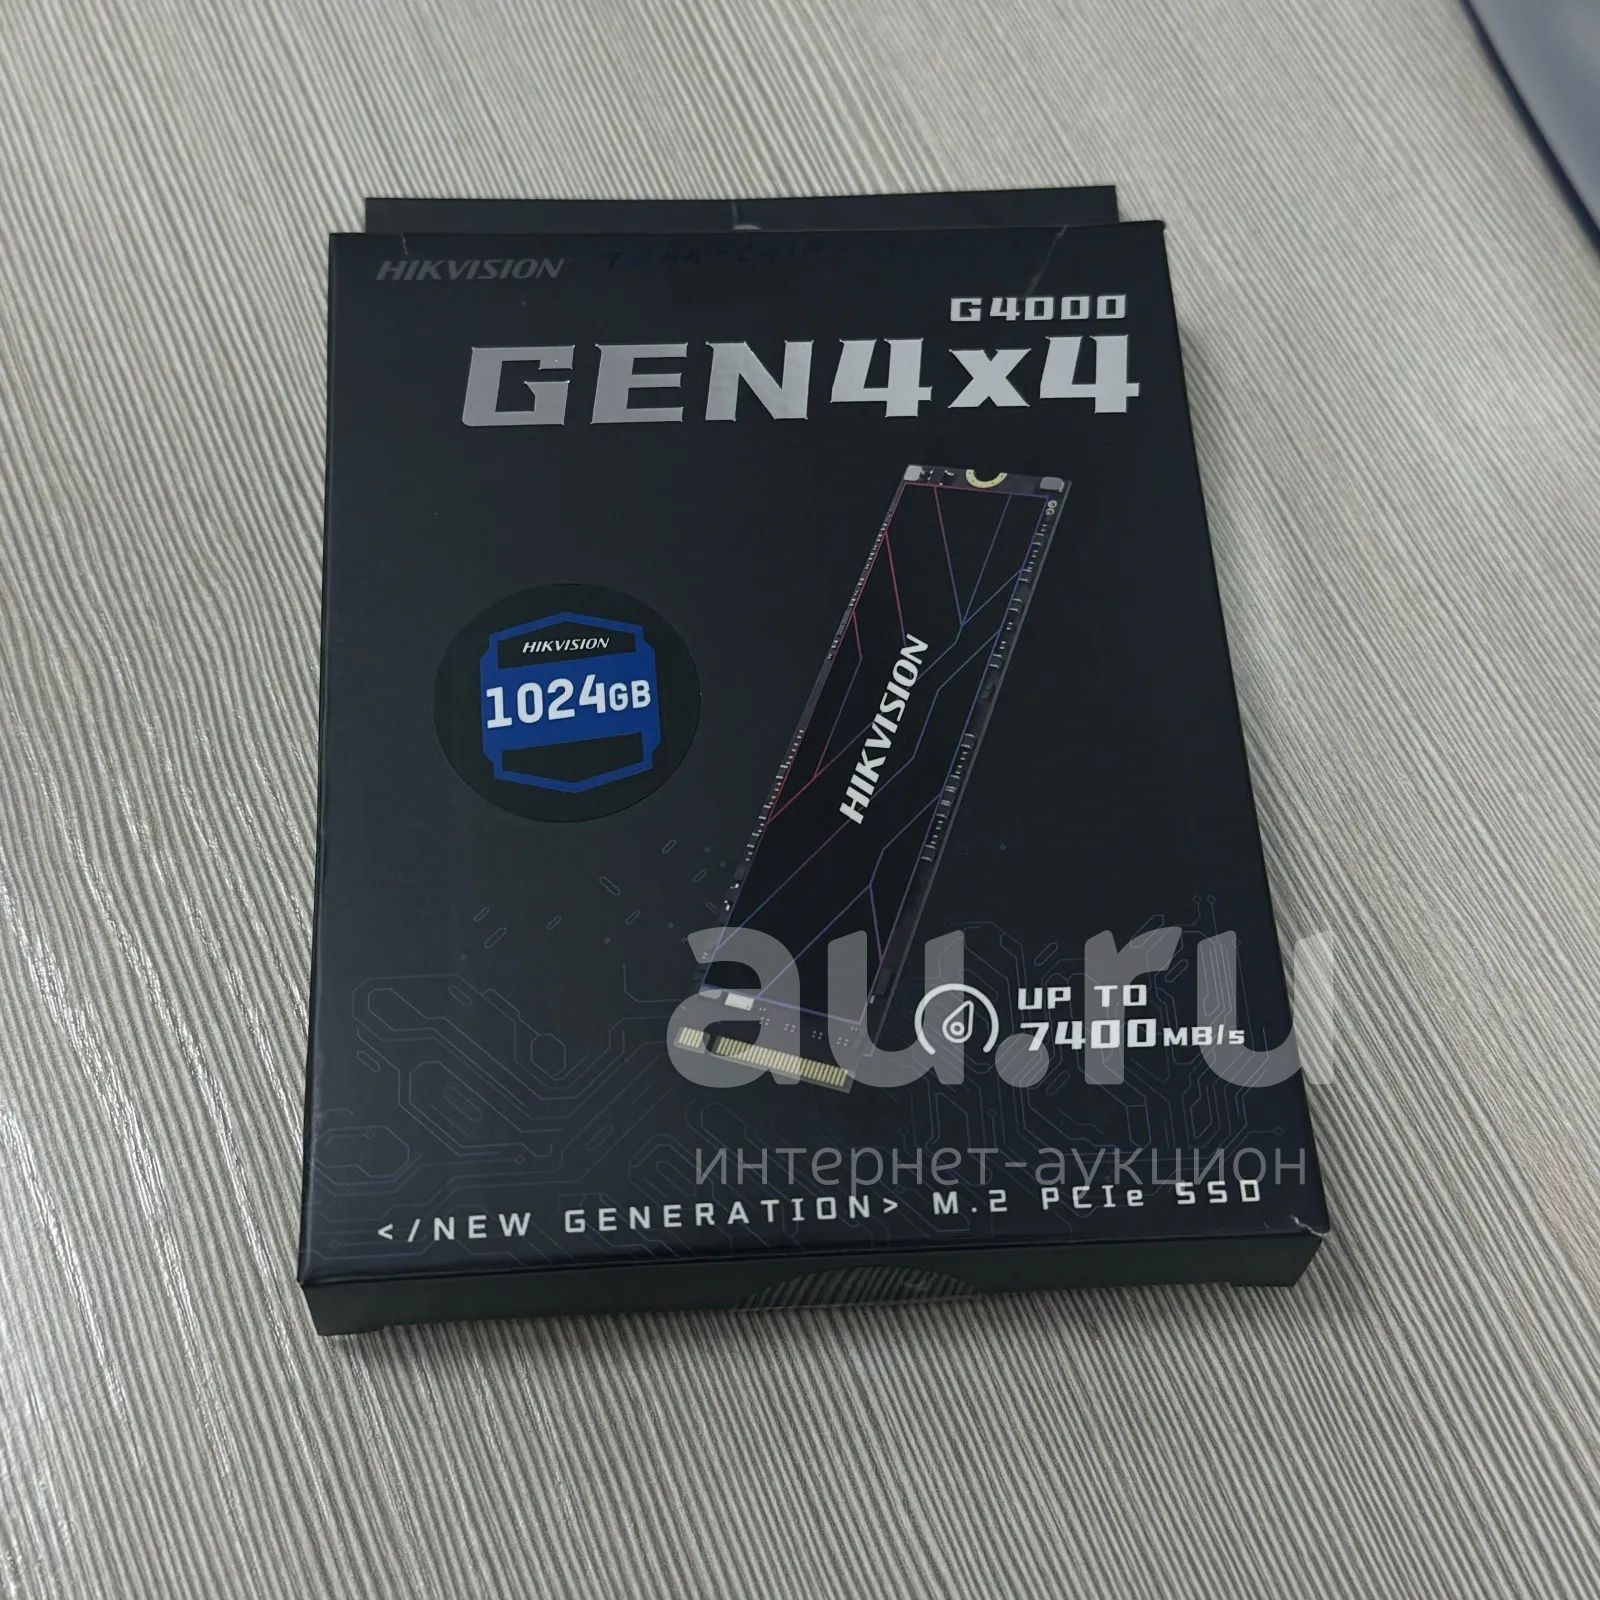 HIKVISION
G4000
GEN4x4
HIKVISION
1024GB
HIKVISION
UP TO
7400MB/s
au.ru
интернет-аукцион
</NEW GENERATION> M.2 PCIe SSD